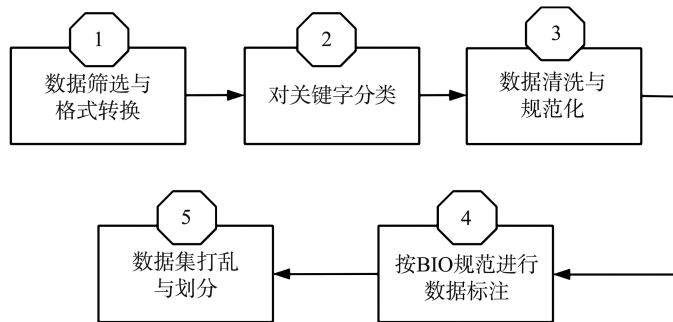 1
数据筛选与
格式转换
2
对关键字分类
3
数据清洗与
规范化
4
按BIO规范进行
数据标注
5
数据集打乱
与划分